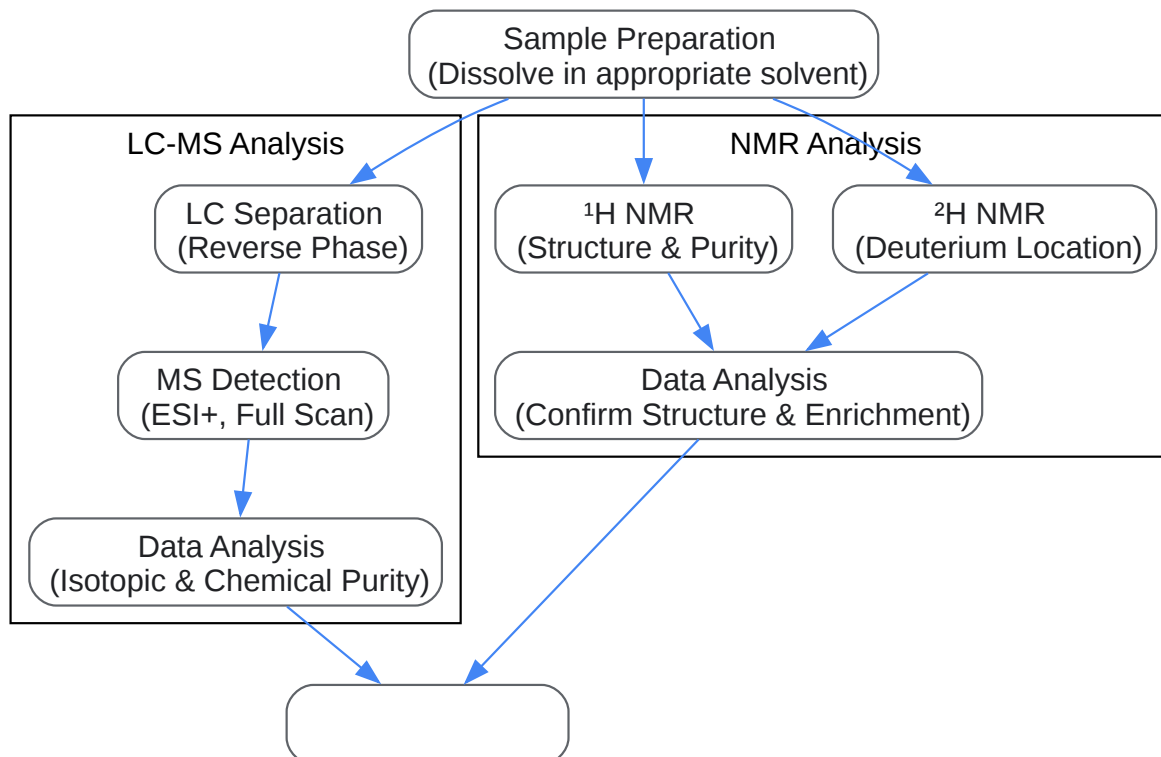 Sample Preparation
(Dissolve in appropriate solvent)
LC-MS Analysis
LC Separation
(Reverse Phase)
MS Detection
(ESI+, Full Scan)
Data Analysis
(Isotopic & Chemical Purity)
NMR Analysis
¹H NMR
(Structure & Purity)
²H NMR
(Deuterium Location)
Data Analysis
(Confirm Structure & Enrichment)